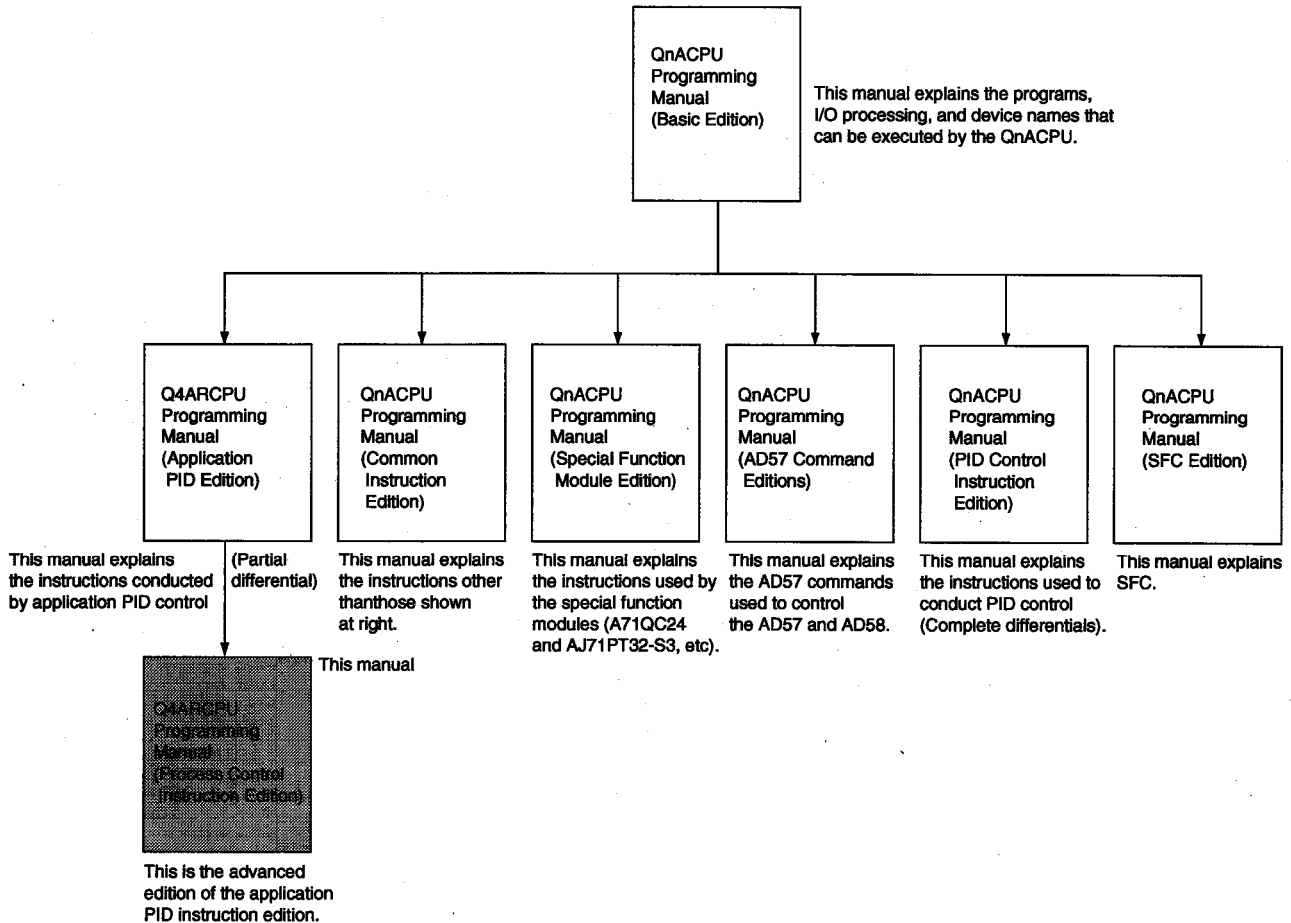 QnACPU
Programming
Manual
(Basic Edition)
This manual explains the programs,
I/O processing, and device names that
can be executed by the QnACPU.
Q4ARCPU
Programming
Manual
(Application
PID Edition)
This manual explains
the instructions conducted
by application PID control
(Partial
differential)
QnACPU
Programming
Manual
(Common
Instruction
Edition)
This manual explains
the instructions other
thanthose shown
at right.
QnACPU
Programming
Manual
(Special Function
Module Edition)
This manual explains
the instructions used by
the special function
modules (A71QC24
and AJ71PT32-S3, etc).
QnACPU
Programming
Manual
(AD57 Command
Editions)
This manual explains
the AD57 commands
used to control
the AD57 and AD58.
QnACPU
Programming
Manual
(PID Control
Instruction
Edition)
This manual explains
the instructions used to
conduct PID control
(Complete differentials).
QnACPU
Programming
Manual
(SFC Edition)
This manual explains
SFC.
This manual
Q4ARCPU
Programming
Manual
(Process Control
Instruction Edition)
This is the advanced
edition of the application
PID instruction edition.